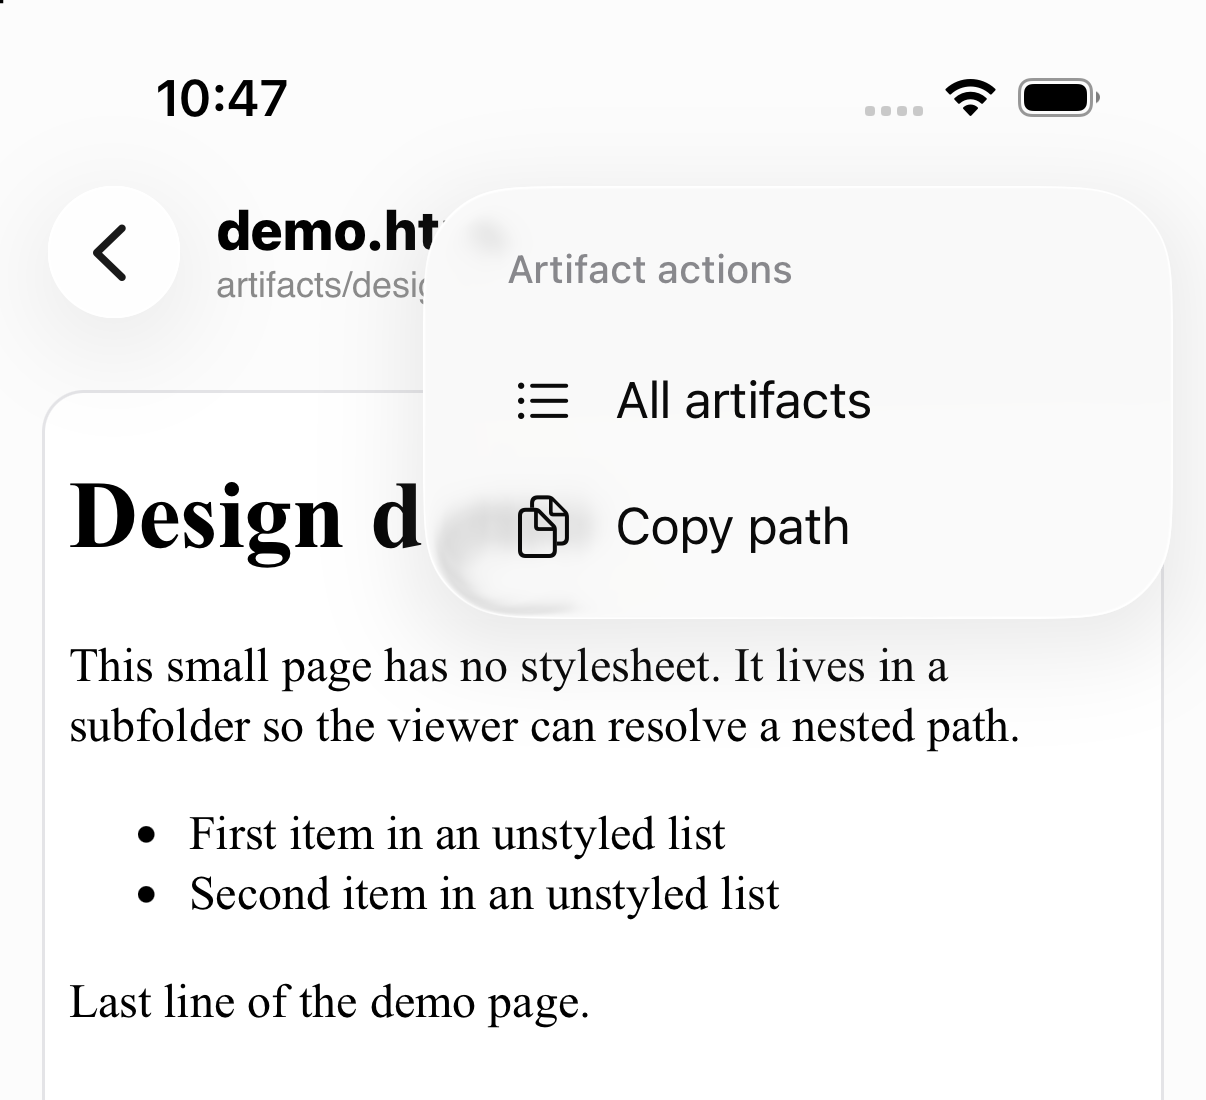 10:47
demo.ht
artifacts/desig
Artifact actions
All artifacts
Copy path
Design d
This small page has no stylesheet. It lives in a
subfolder so the viewer can resolve a nested path.
First item in an unstyled list
Second item in an unstyled list
Last line of the demo page.